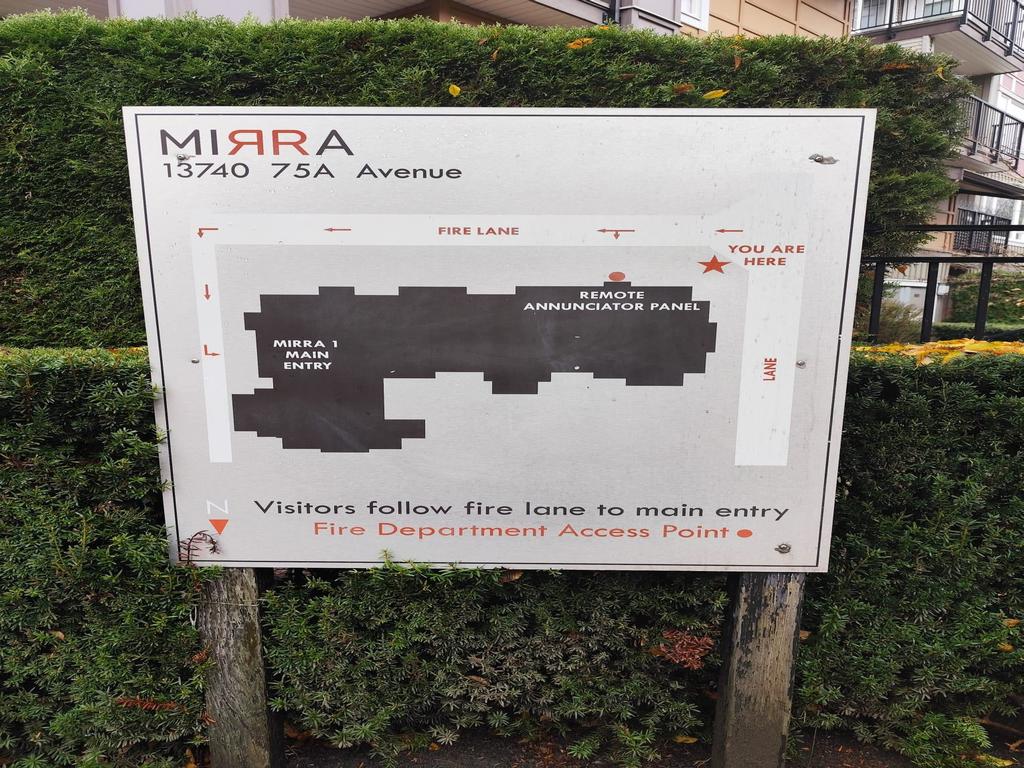 MIRRA
13740 75A Avenue
FIRE LANE
YOU ARE
HERE
REMOTE
ANNUNCIATOR PANEL
MIRRA 1
MAIN
ENTRY
LANE
N
Visitors follow fire lane to main entry
Fire Department Access Point